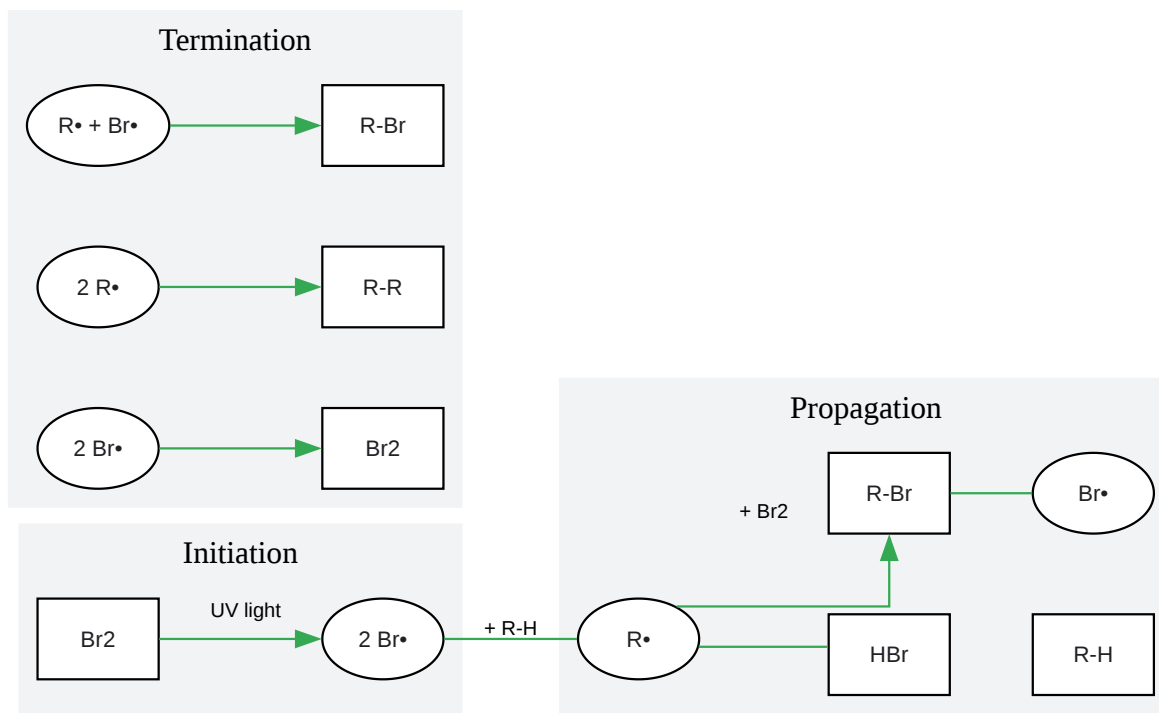 Termination
R• + Br•
R-Br
2 R•
R-R
2 Br•
Br2
Initiation
Br2
UV light
2 Br•
+ R-H
Propagation
R•
+ Br2
R-Br
Br•
HBr
R-H